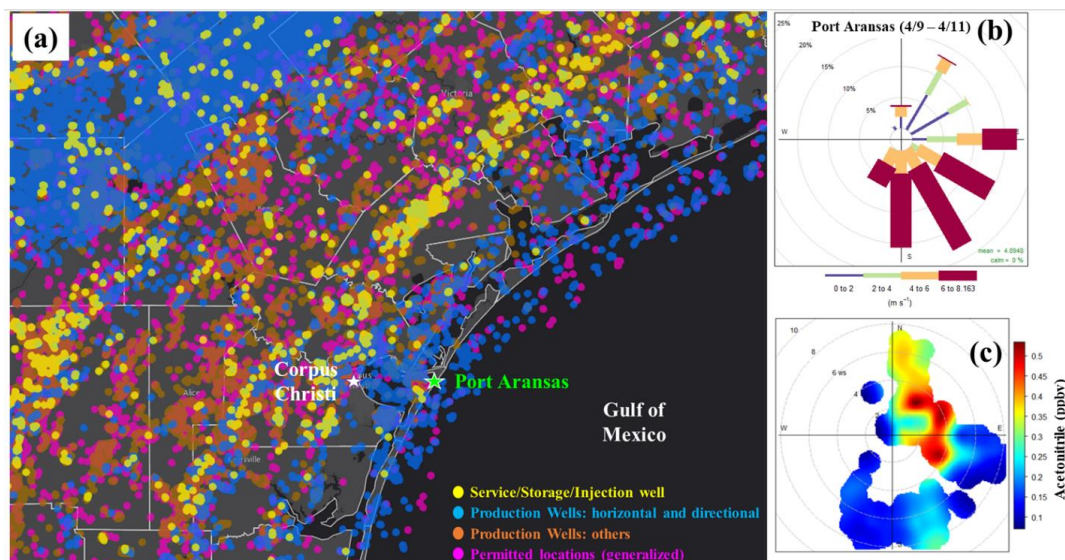 (a)
Victoria
Corpus
Christi
Port Aransas
Alice
Gulf of
Mexico
Service/Storage/Injection well
Production Wells: horizontal and directional
Production Wells: others
Permitted locations (generalized)
Port Aransas (4/9 – 4/11)
(b)
25%
20%
15%
10%
5%
W
E
S
mean = 4.0940
calm = 0 %
0 to 2
2 to 4
4 to 6
6 to 8.163
(m s⁻¹)
(c)
10
8
6 ws
4
N
W
E
0.5
0.45
0.4
0.35
0.3
0.25
0.2
0.15
0.1
Acetonitrile (ppbv)